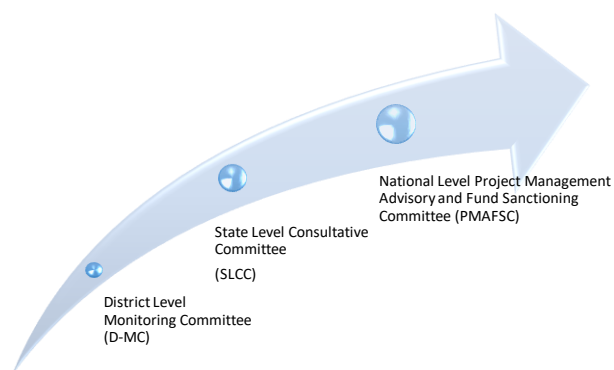 National Level Project Management
Advisory and Fund Sanctioning
Committee (PMAFSC)
State Level Consultative
Committee
(SLCC)
District Level
Monitoring Committee
(D-MC)